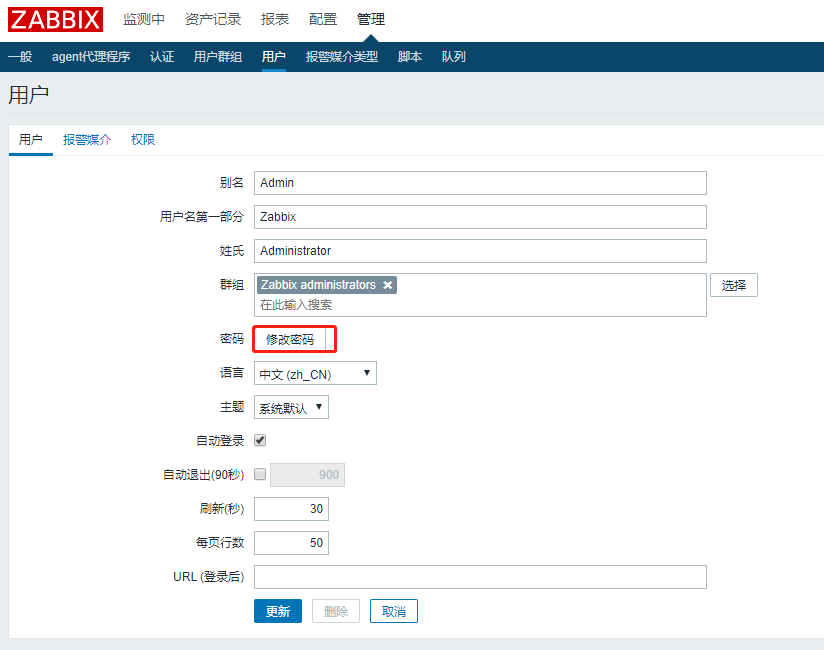 ZABBIX 监测中 资产记录 报表 配置 管理
一般 agent代理程序 认证 用户群组 用户 报警媒介类型 脚本 队列
用户
用户 报警媒介 权限
别名 Admin
用户名第一部分 Zabbix
姓氏 Administrator
群组 Zabbix administrators ✖ 选择
在此输入搜索
密码 修改密码
语言 中文 (zh_CN)
主题 系统默认
自动登录
自动退出(90秒) 900
刷新(秒) 30
每页行数 50
URL (登录后)
更新 删除 取消